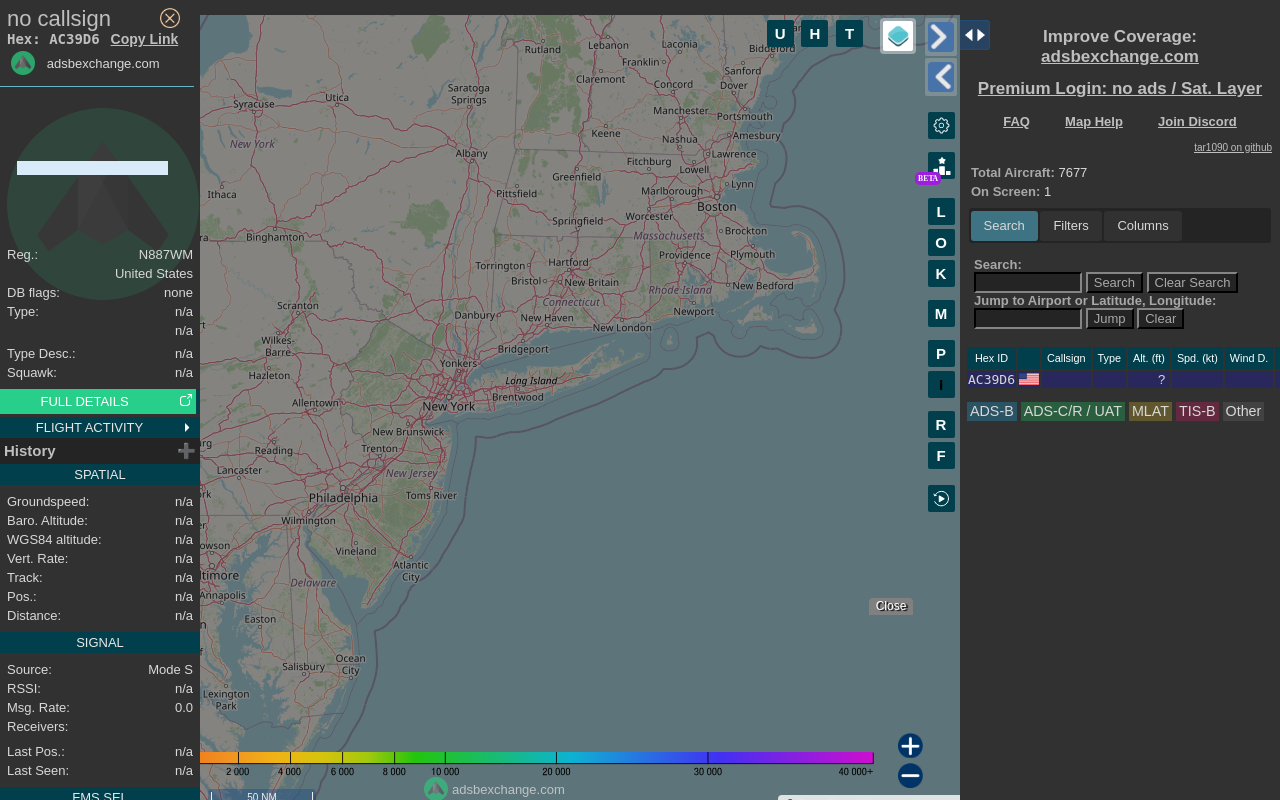 no callsign
Hex: AC39D6 Copy Link
adsbexchange.com
Reg.: N887WM
United States
DB flags: none
Type: n/a
n/a
Type Desc.: n/a
Squawk: n/a
FULL DETAILS
FLIGHT ACTIVITY
History
SPATIAL
Groundspeed: n/a
Baro. Altitude: n/a
WGS84 altitude: n/a
Vert. Rate: n/a
Track: n/a
Pos.: n/a
Distance: n/a
SIGNAL
Source: Mode S
RSSI: n/a
Msg. Rate: 0.0
Receivers:
Last Pos.: n/a
Last Seen: n/a
FMS SEL
U H T
Rutland
Lebanon
Laconia
Biddeford
Franklin
Sanford
Claremont
Concord
Dover
Saratoga
Springs
Utica
Syracuse
Manchester
Portsmouth
Keene
Nashua
Amesbury
New York
Albany
Fitchburg
Lawrence
Lowell
Greenfield
Ithaca
Pittsfield
Marlborough
Lynn
Boston
Worcester
Springfield
Brockton
Binghamton
Massachusetts
Torrington
Hartford
Providence
Plymouth
Bristol
New Britain
Rhode Island
New Bedford
Scranton
Connecticut
Danbury
New Haven
Newport
New London
Wilkes-
Barre
Bridgeport
Yonkers
Hazleton
Long Island
Brentwood
Allentown
New York
New Brunswick
Reading
Trenton
Lancaster
New Jersey
Philadelphia
Toms River
Wilmington
Vineland
Atlantic
City
Delaware
Annapolis
Easton
Ocean
City
Salisbury
Lexington
Park
BETA
L
O
K
M
P
I
R
F
Close
2 000 4 000 6 000 8 000 10 000 20 000 30 000 40 000+
adsbexchange.com
50 NM
Improve Coverage:
adsbexchange.com
Premium Login: no ads / Sat. Layer
FAQ Map Help Join Discord
tar1090 on github
Total Aircraft: 7677
On Screen: 1
Search Filters Columns
Search:
Search Clear Search
Jump to Airport or Latitude, Longitude:
Jump Clear
Hex ID Callsign Type Alt. (ft) Spd. (kt) Wind D.
AC39D6 ?
ADS-B ADS-C/R / UAT MLAT TIS-B Other